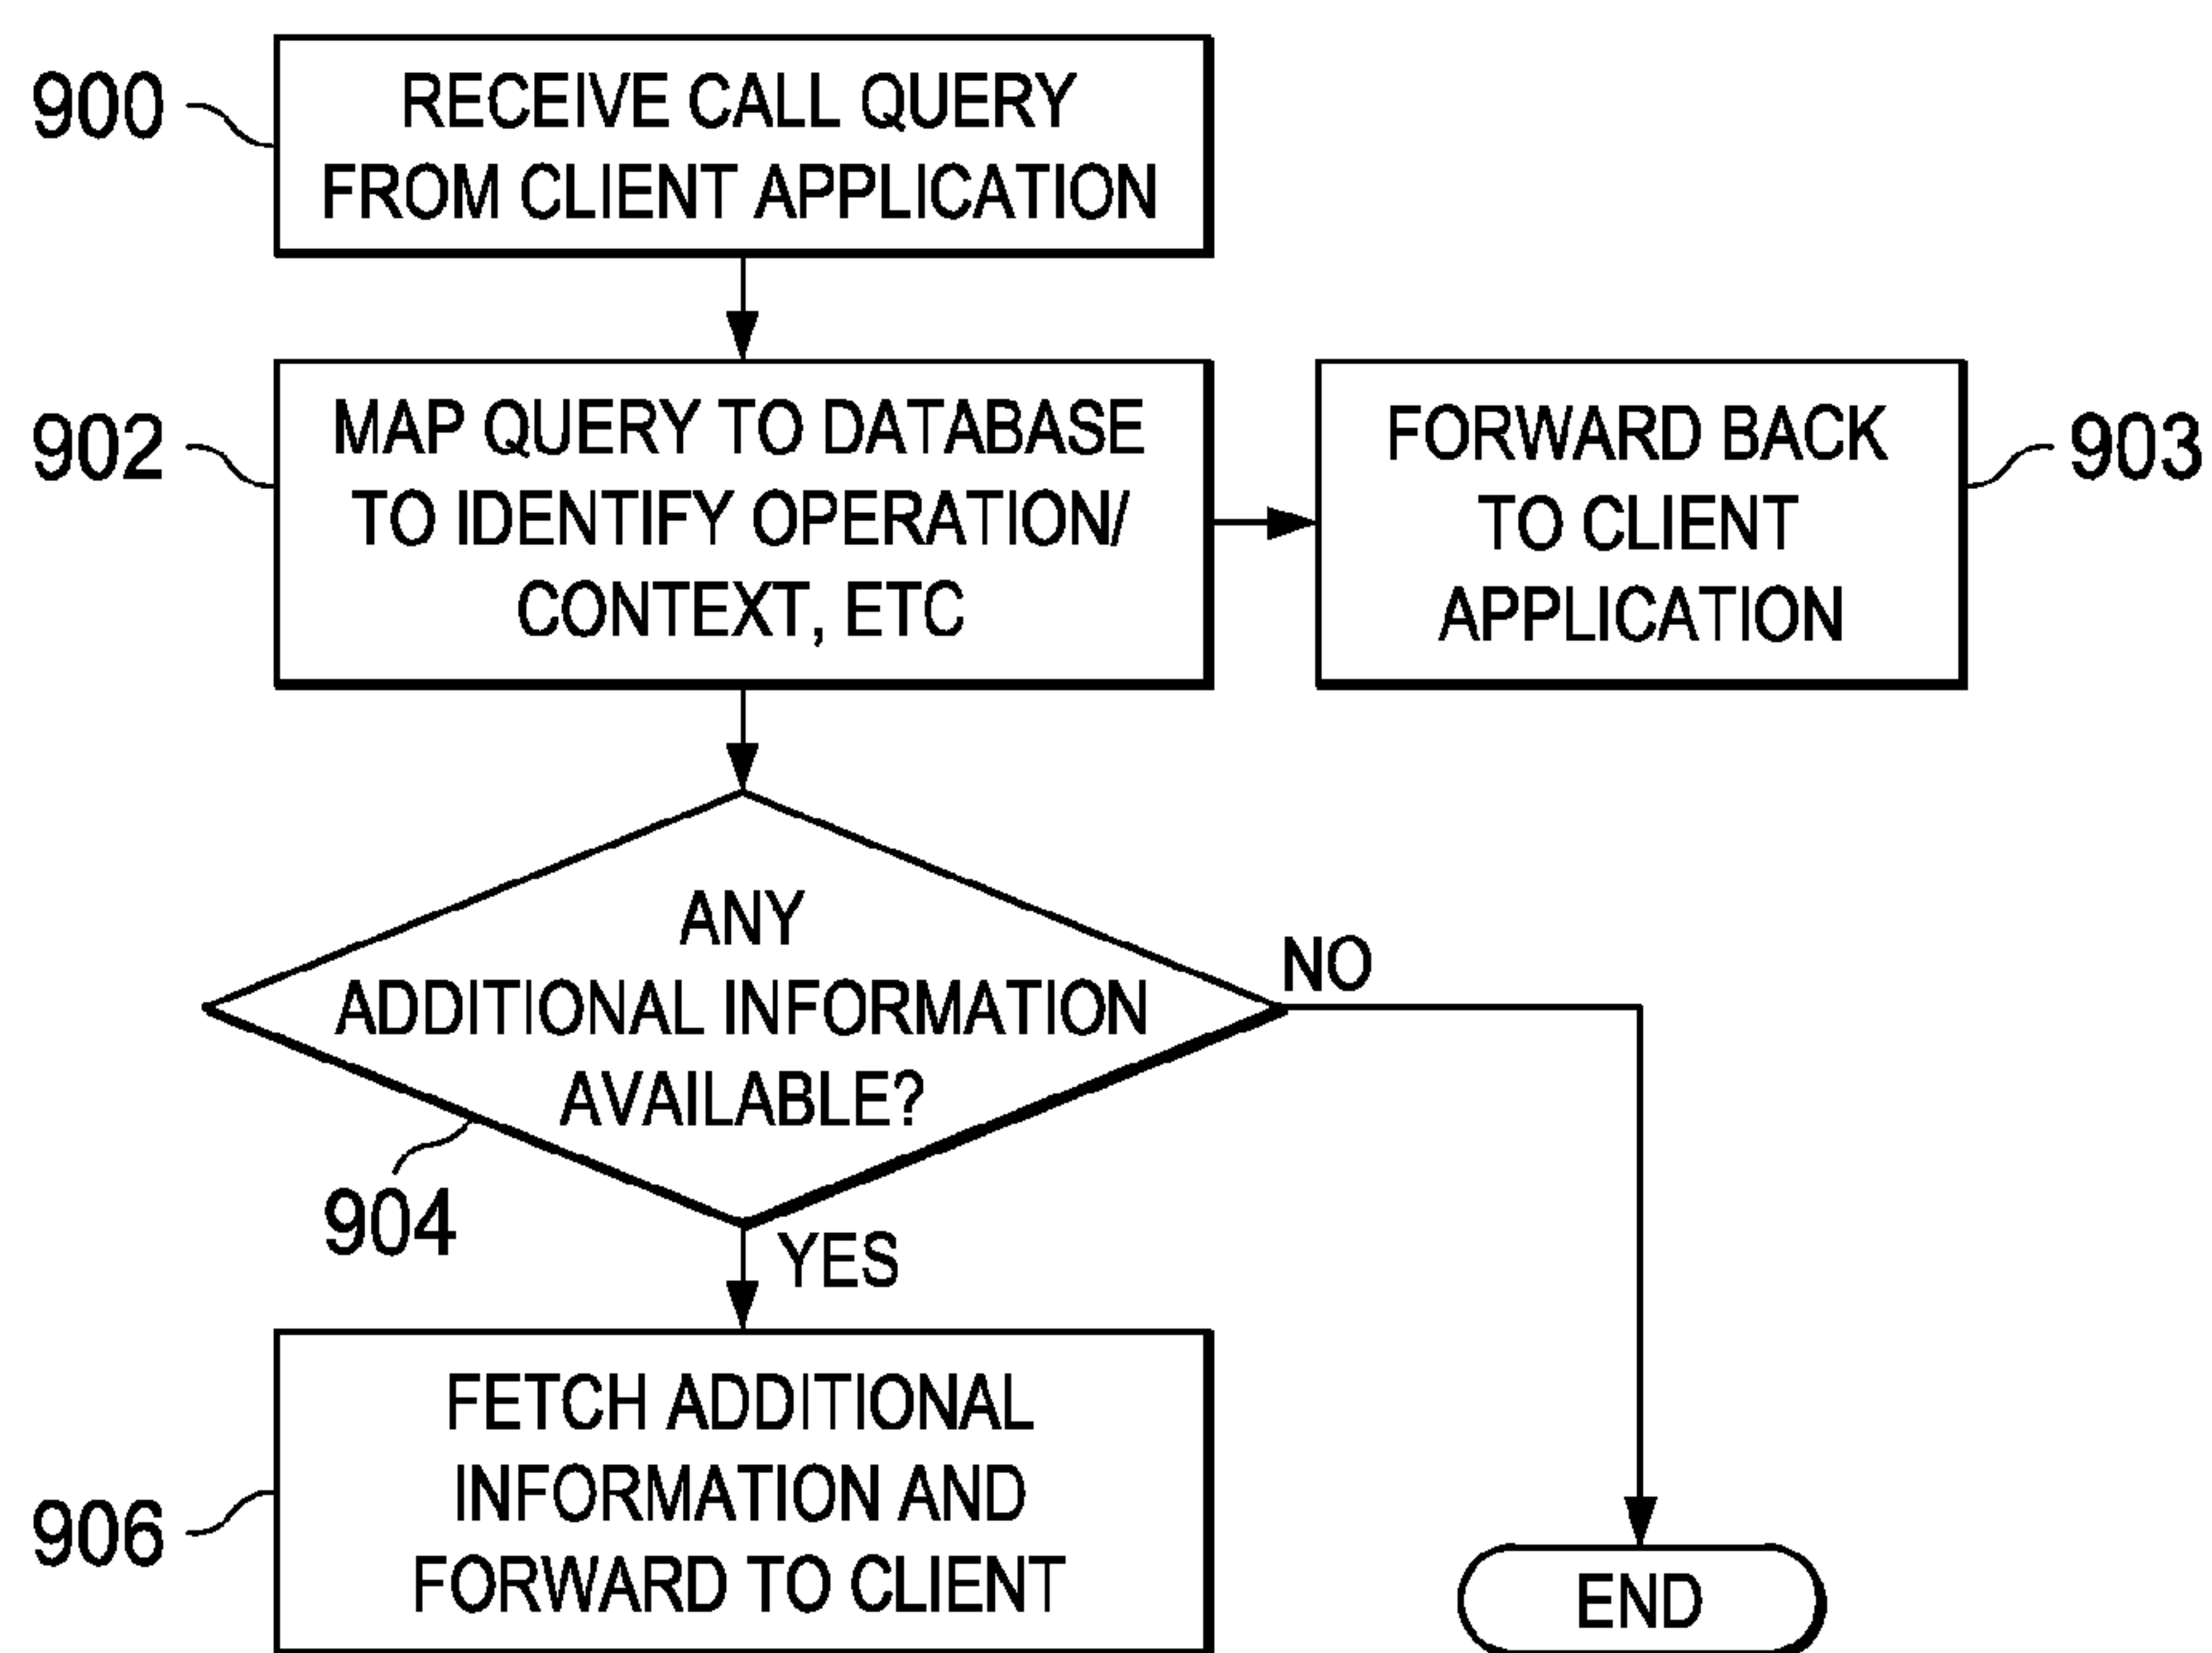 900
RECEIVE CALL QUERY
FROM CLIENT APPLICATION
902
MAP QUERY TO DATABASE
TO IDENTIFY OPERATION/
CONTEXT, ETC
FORWARD BACK
TO CLIENT
APPLICATION
903
ANY
ADDITIONAL INFORMATION
AVAILABLE?
NO
904
YES
906
FETCH ADDITIONAL
INFORMATION AND
FORWARD TO CLIENT
END